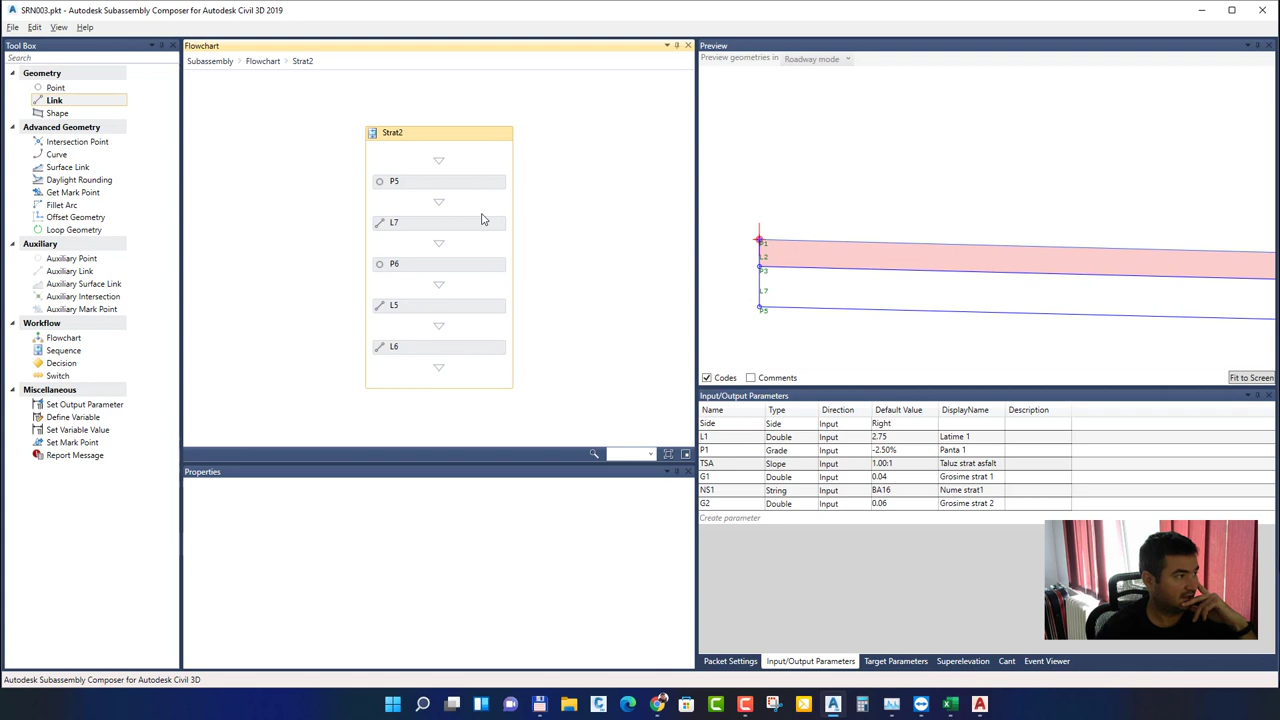 SRN003.pkt - Autodesk Subassembly Composer for Autodesk Civil 3D 2019
File Edit View Help
Tool Box
Search
Geometry
Point
Link
Shape
Advanced Geometry
Intersection Point
Curve
Surface Link
Daylight Rounding
Get Mark Point
Fillet Arc
Offset Geometry
Loop Geometry
Auxiliary
Auxiliary Point
Auxiliary Link
Auxiliary Surface Link
Auxiliary Intersection
Auxiliary Mark Point
Workflow
Flowchart
Sequence
Decision
Switch
Miscellaneous
Set Output Parameter
Define Variable
Set Variable Value
Set Mark Point
Report Message
Flowchart
Subassembly > Flowchart > Strat2
Strat2
P5
L7
P6
L5
L6
Properties
Preview
Preview geometries in Roadway mode
P1
L2
P3
L7
P5
Codes Comments Fit to Screen
Input/Output Parameters
Name Type Direction Default Value DisplayName Description
Side Side Input Right
L1 Double Input 2.75 Latime 1
P1 Grade Input -2.50% Panta 1
TSA Slope Input 1.00:1 Taluz strat asfalt
G1 Double Input 0.04 Grosime strat 1
NS1 String Input BA16 Nume strat1
G2 Double Input 0.06 Grosime strat 2
Create parameter
Packet Settings Input/Output Parameters Target Parameters Superelevation Cant Event Viewer
Autodesk Subassembly Composer for Autodesk Civil 3D